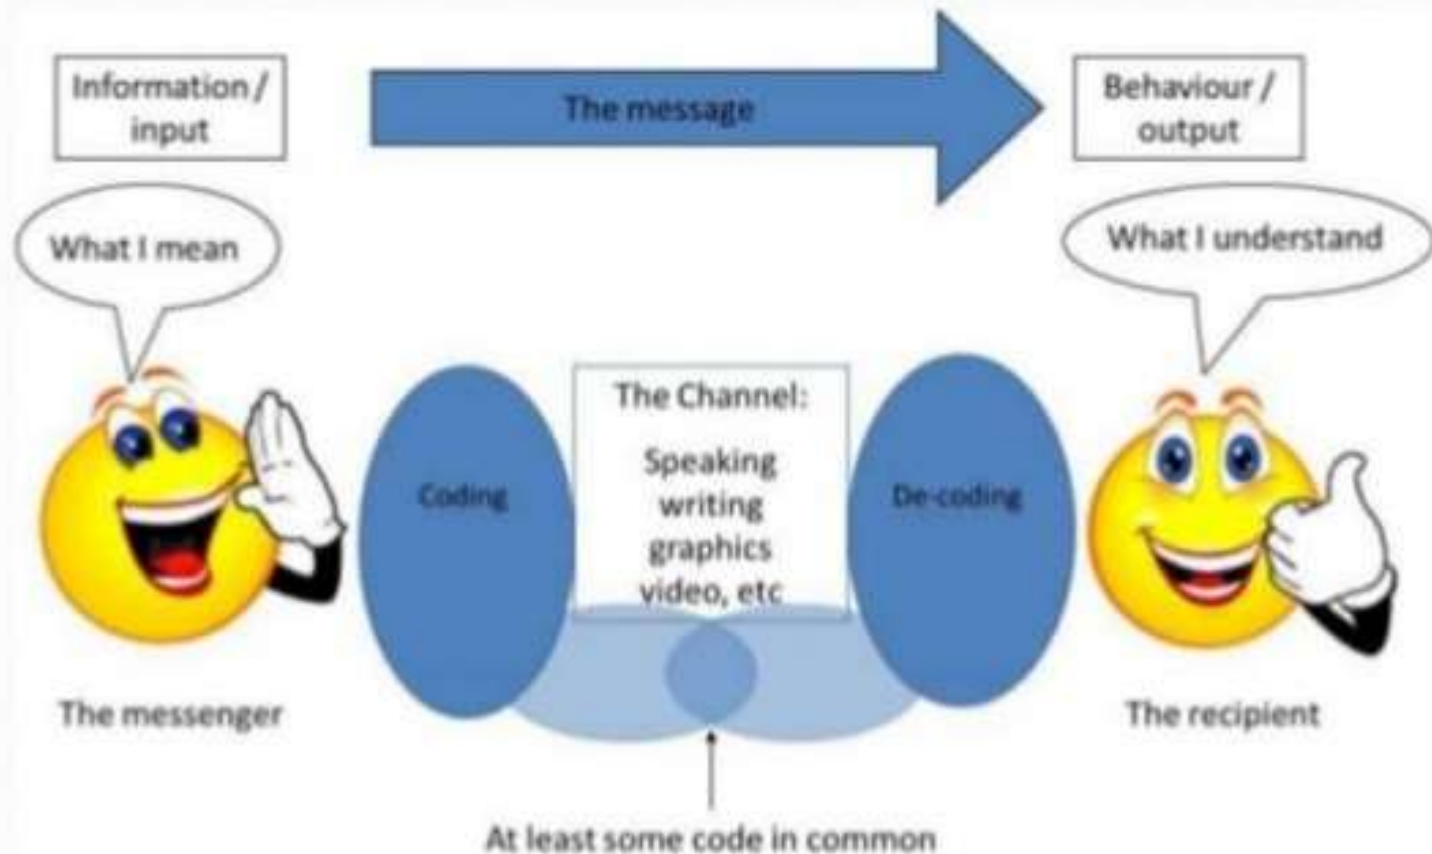 Information /
input
The message
Behaviour /
output
What I mean
What I understand
The Channel:
Speaking
writing
graphics
video, etc
Coding
De-coding
The messenger
The recipient
At least some code in common